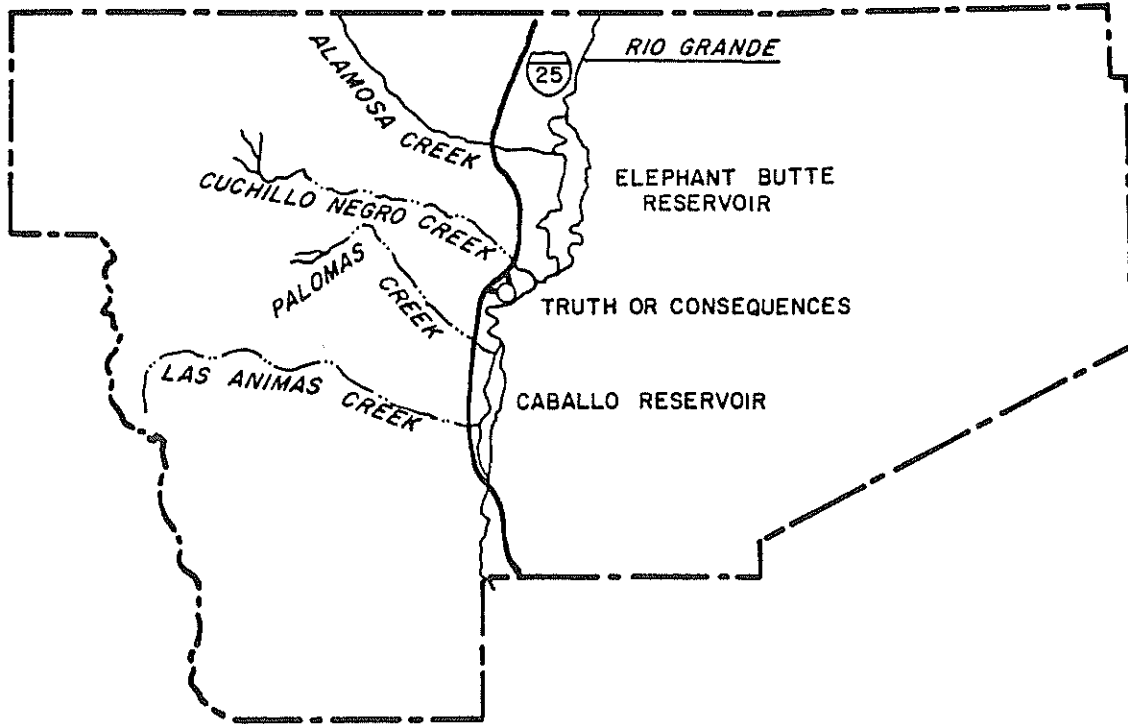 RIO GRANDE
25
ALAMOSA CREEK
ELEPHANT BUTTE
RESERVOIR
CUCHILLO NEGRO CREEK
PALOMAS CREEK
TRUTH OR CONSEQUENCES
LAS ANIMAS CREEK
CABALLO RESERVOIR